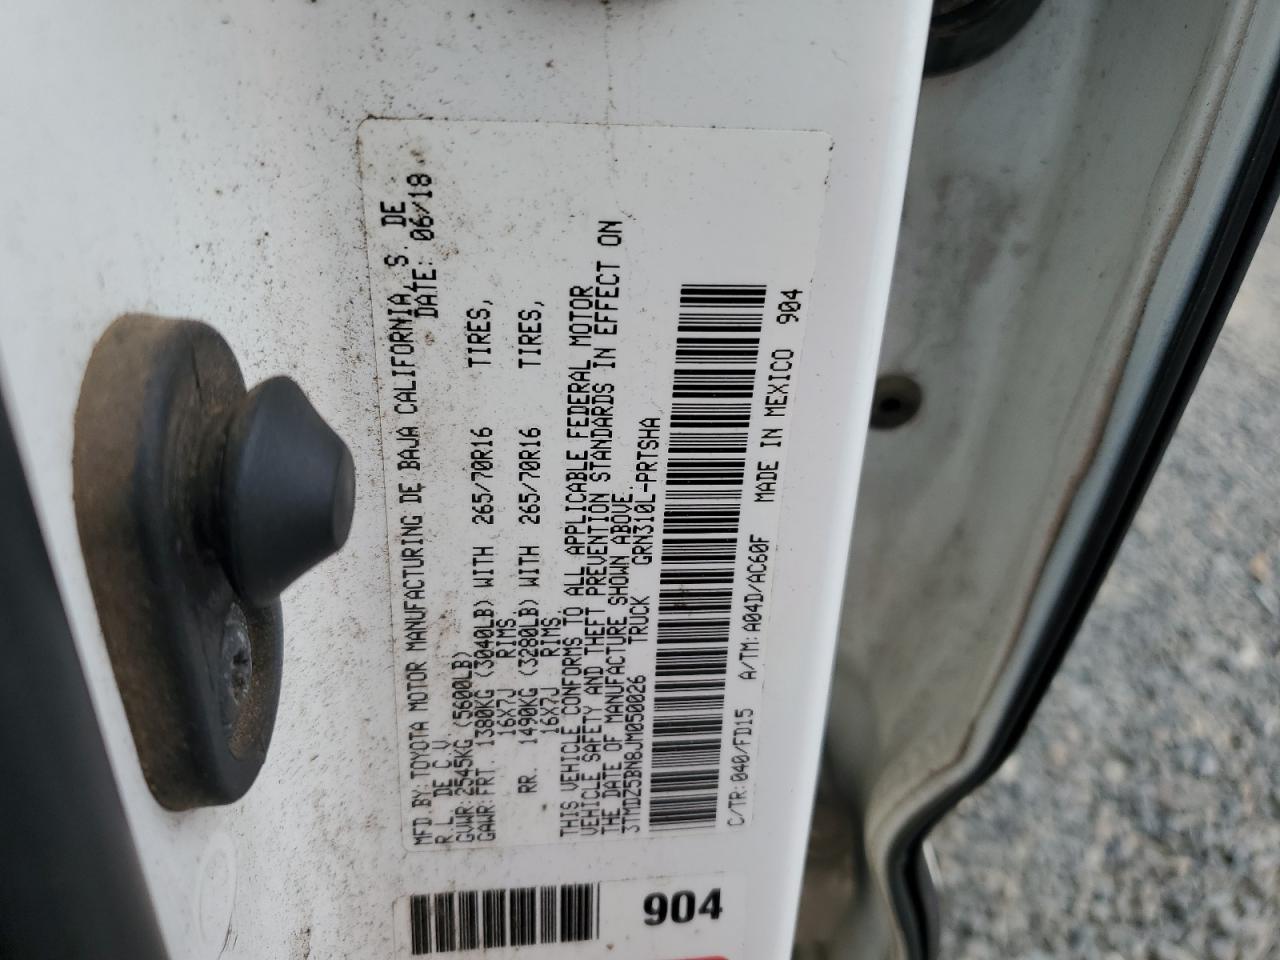 MFD.BY:TOYOTA MOTOR MANUFACTURING DE BAJA CALIFORNIA, S. DE
R.L. DE C.V. DATE: 06/18
GVWR:2545KG (5600LB)
GAWR:FRT. 1380KG (3040LB) WITH 265/70R16 TIRES,
16X7J RIMS.
RR. 1490KG (3280LB) WITH 265/70R16 TIRES,
16X7J RIMS.
THIS VEHICLE CONFORMS TO ALL APPLICABLE FEDERAL MOTOR
VEHICLE SAFETY AND THEFT PREVENTION STANDARDS IN EFFECT ON
THE DATE OF MANUFACTURE SHOWN ABOVE.
3TMDZ5BN8JM050026 TRUCK GRN310L-PRTSHA
C/TR:040/FD15 A/TM:A04D/AC60F MADE IN MEXICO 904
904